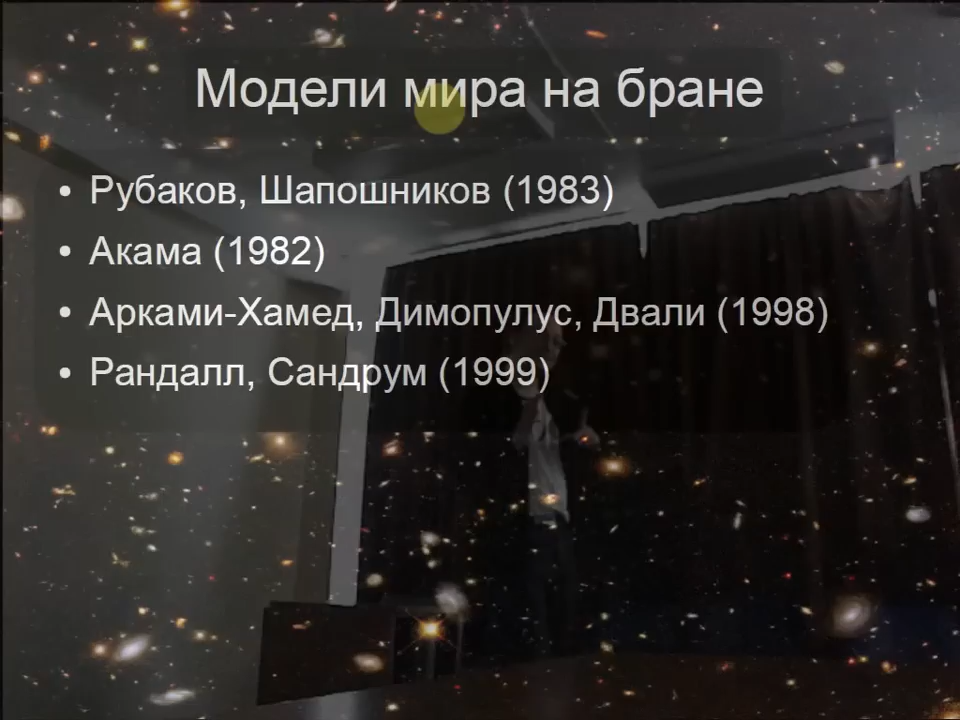 Модели мира на бране
• Рубаков, Шапошников (1983)
• Акама (1982)
• Арками-Хамед, Димопулус, Двали (1998)
• Рандалл, Сандрум (1999)